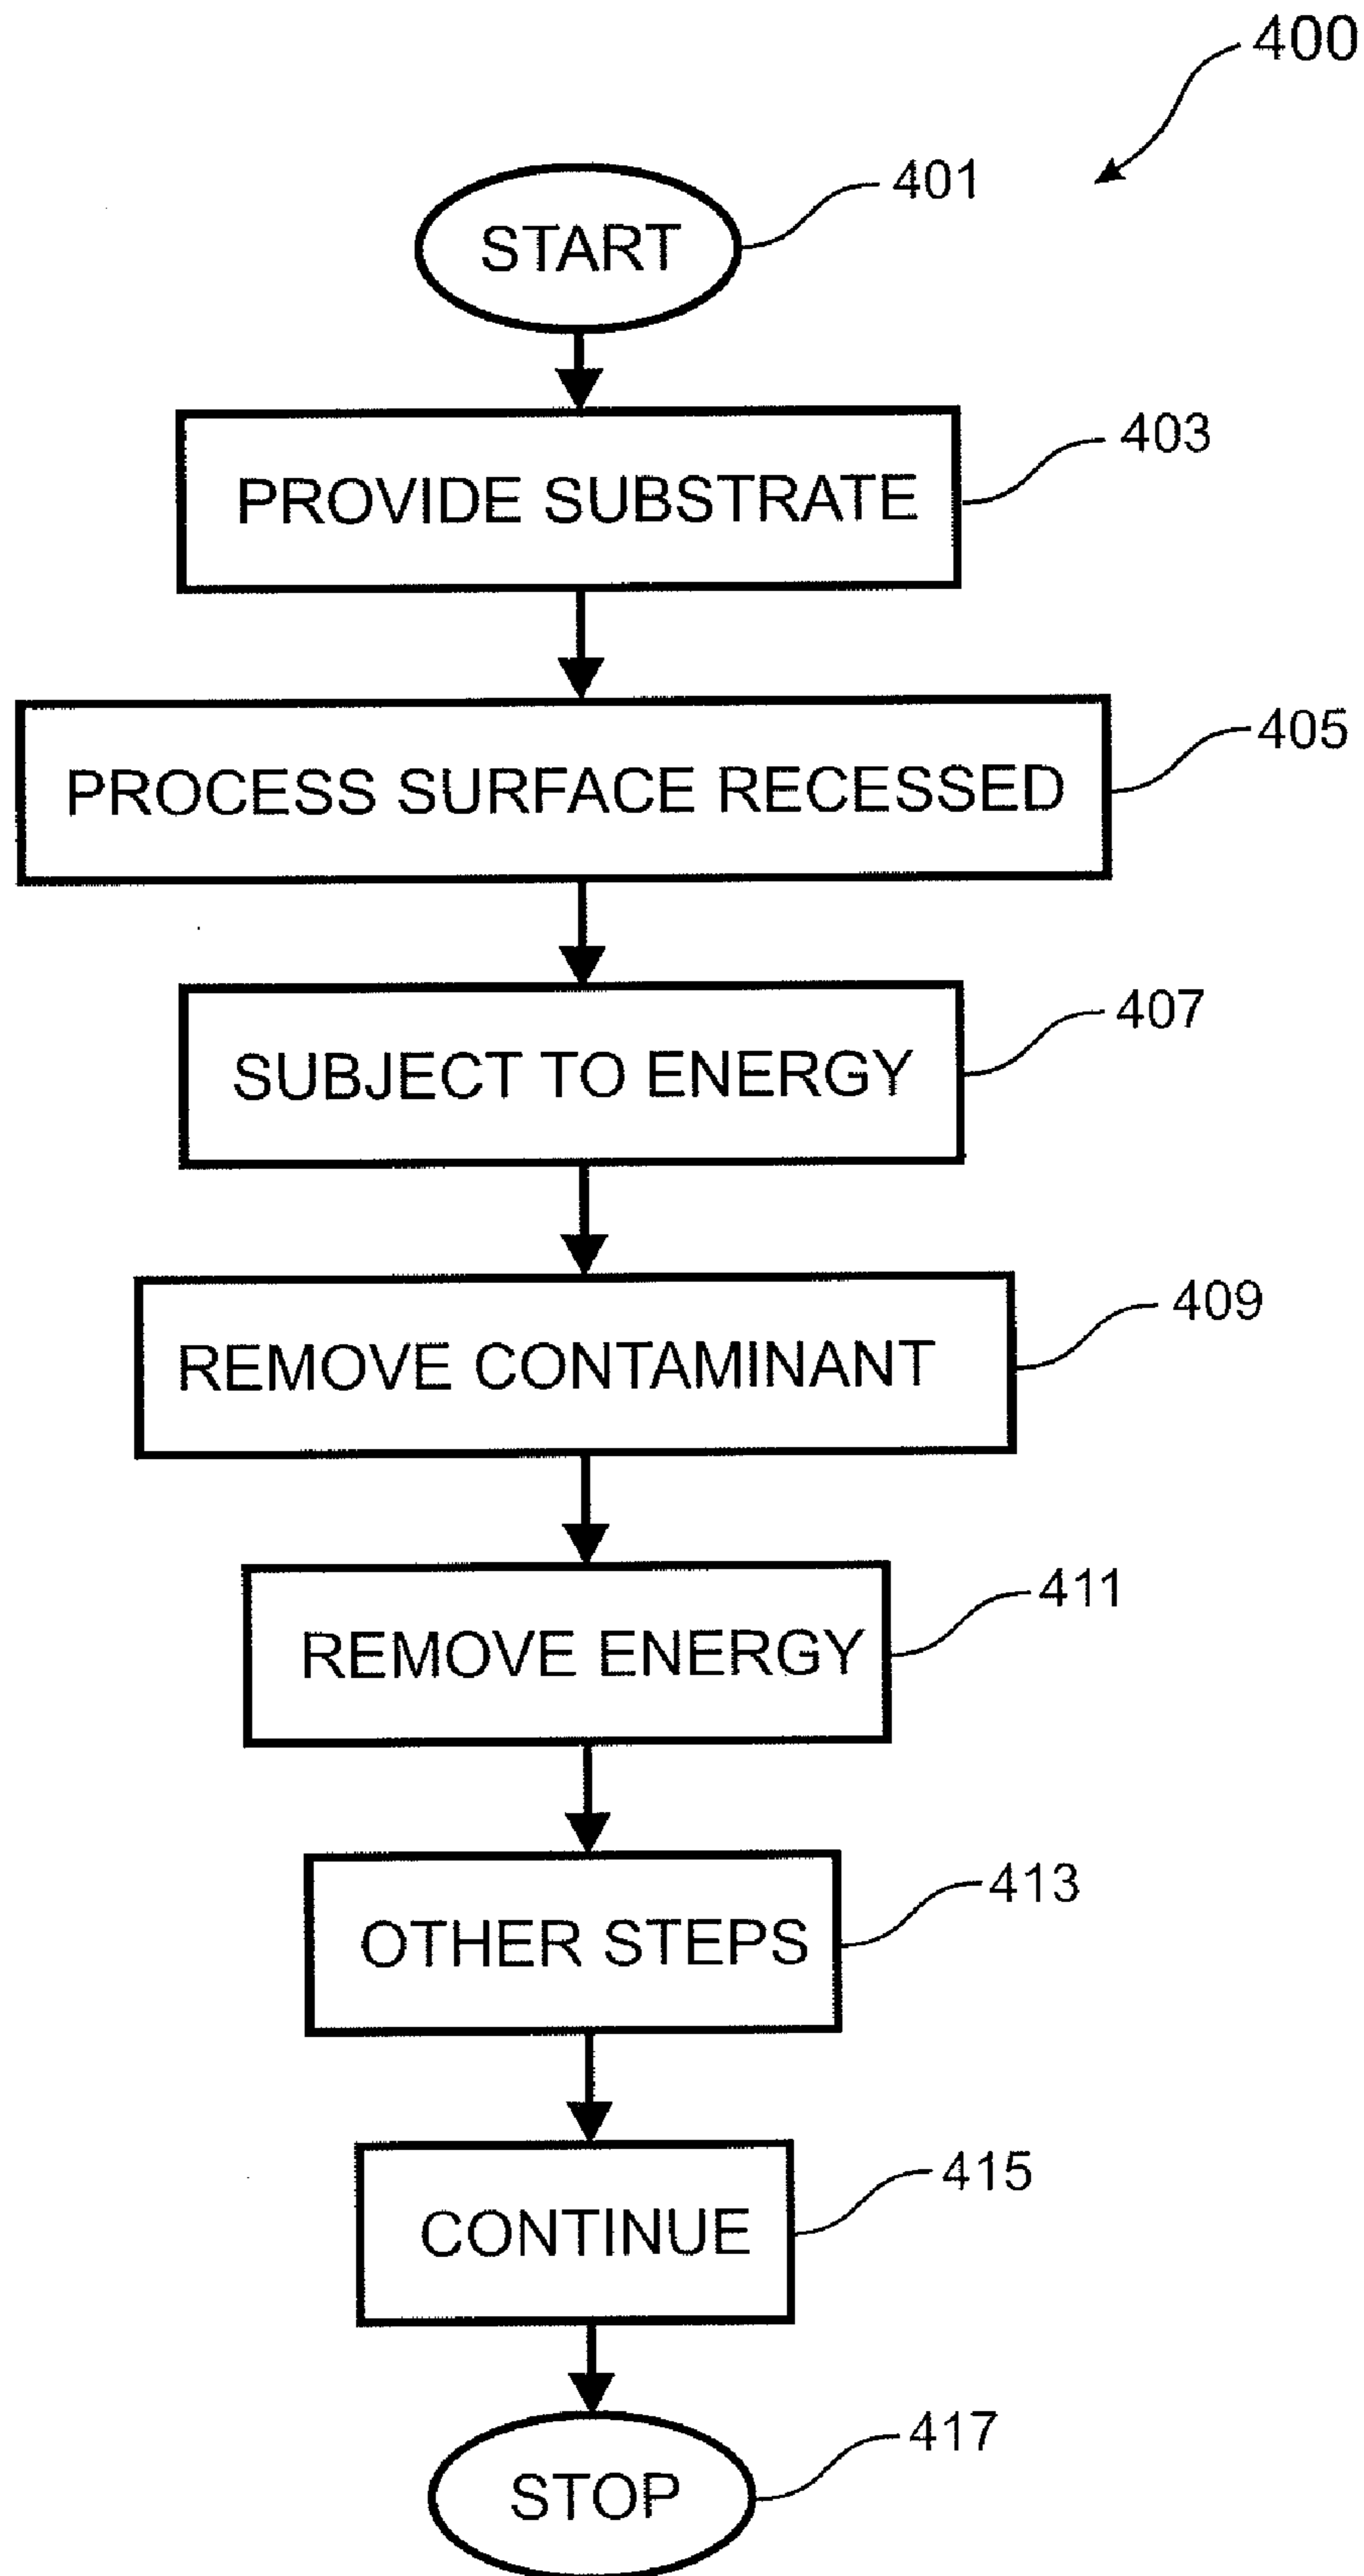 400
401
START
403
PROVIDE SUBSTRATE
405
PROCESS SURFACE RECESSED
407
SUBJECT TO ENERGY
409
REMOVE CONTAMINANT
411
REMOVE ENERGY
413
OTHER STEPS
415
CONTINUE
417
STOP